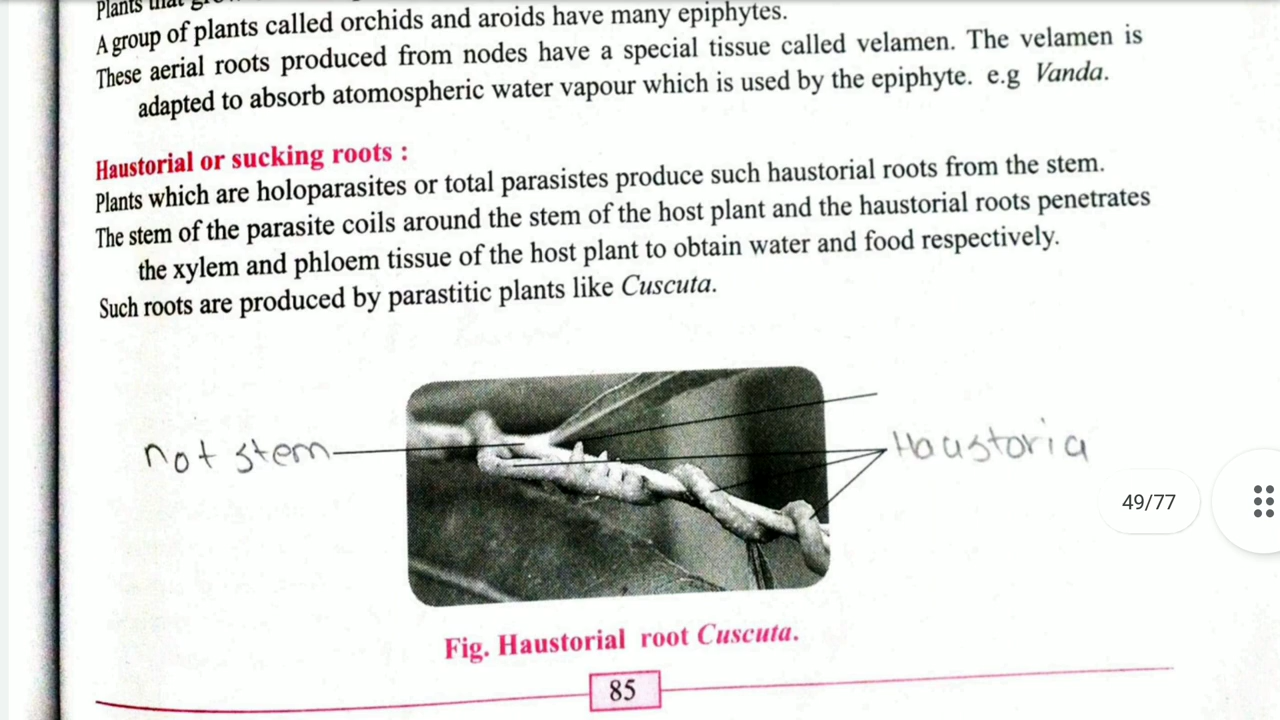 Plants that
A group of plants called orchids and aroids have many epiphytes.
These aerial roots produced from nodes have a special tissue called velamen. The velamen is
adapted to absorb atomospheric water vapour which is used by the epiphyte. e.g Vanda.
Haustorial or sucking roots :
Plants which are holoparasites or total parasistes produce such haustorial roots from the stem.
The stem of the parasite coils around the stem of the host plant and the haustorial roots penetrates
the xylem and phloem tissue of the host plant to obtain water and food respectively.
Such roots are produced by parastitic plants like Cuscuta.
not stem
Haustoria
49/77
Fig. Haustorial root Cuscuta.
85